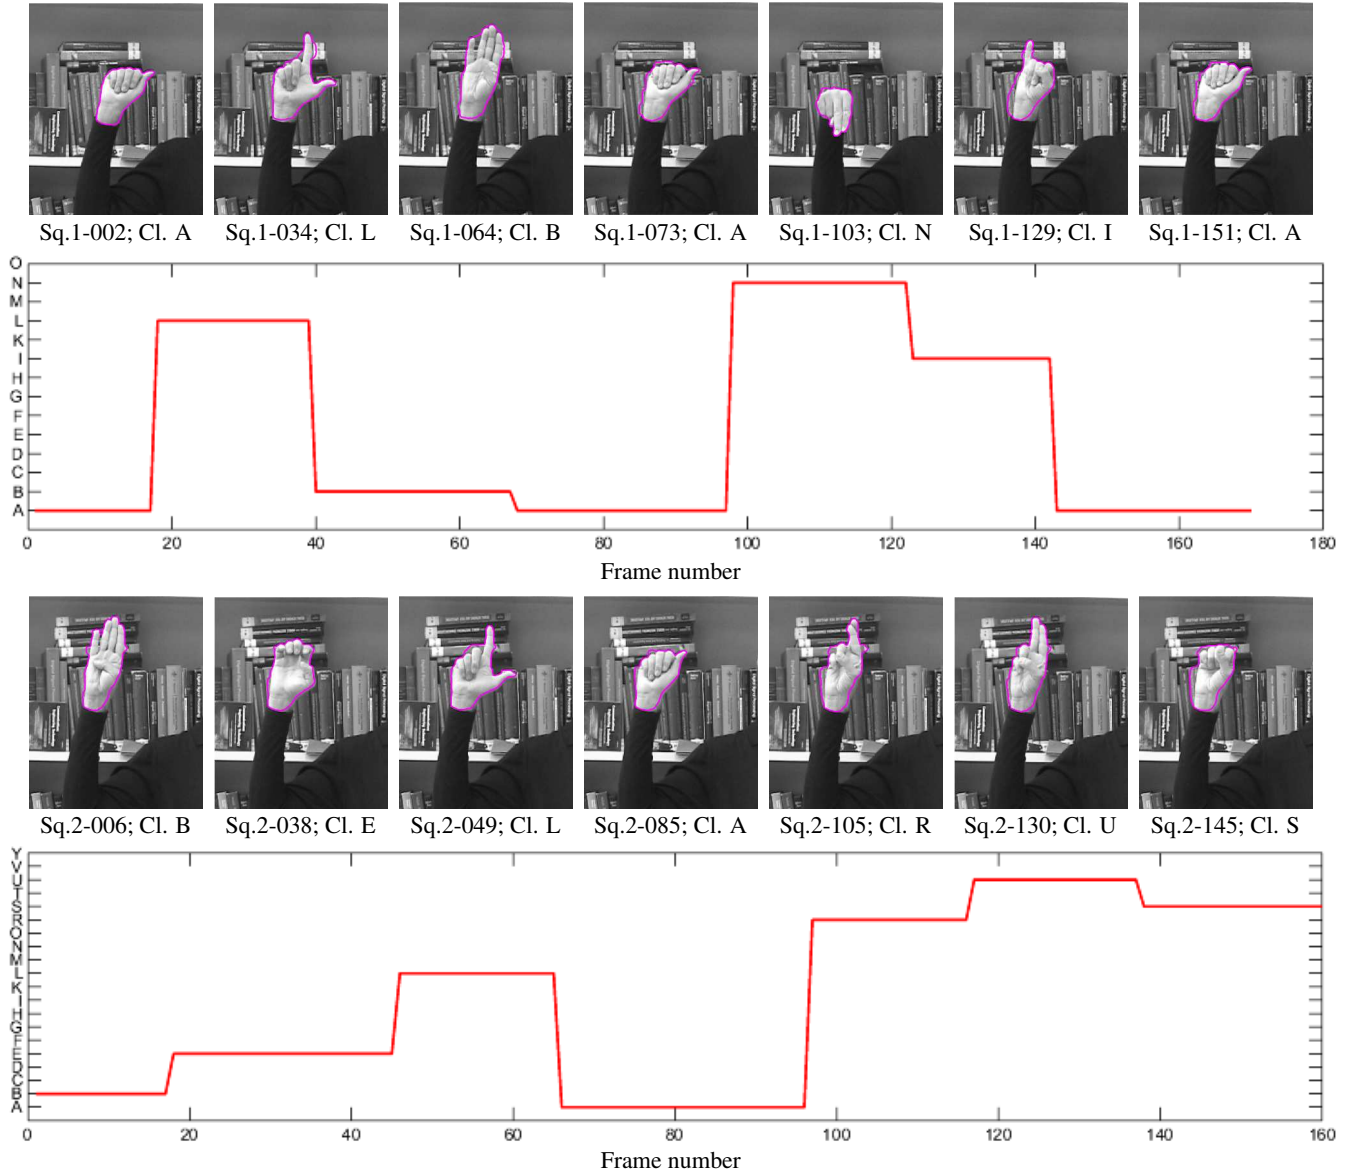 Sq.1-002; Cl. A
Sq.1-034; Cl. L
Sq.1-064; Cl. B
Sq.1-073; Cl. A
Sq.1-103; Cl. N
Sq.1-129; Cl. I
Sq.1-151; Cl. A
O
N
M
L
K
I
H
G
F
E
D
C
B
A
0 20 40 60 80 100 120 140 160 180
Frame number
Sq.2-006; Cl. B
Sq.2-038; Cl. E
Sq.2-049; Cl. L
Sq.2-085; Cl. A
Sq.2-105; Cl. R
Sq.2-130; Cl. U
Sq.2-145; Cl. S
Y
V
U
T
S
R
O
N
M
L
K
I
H
G
F
E
D
C
B
A
0 20 40 60 80 100 120 140 160
Frame number